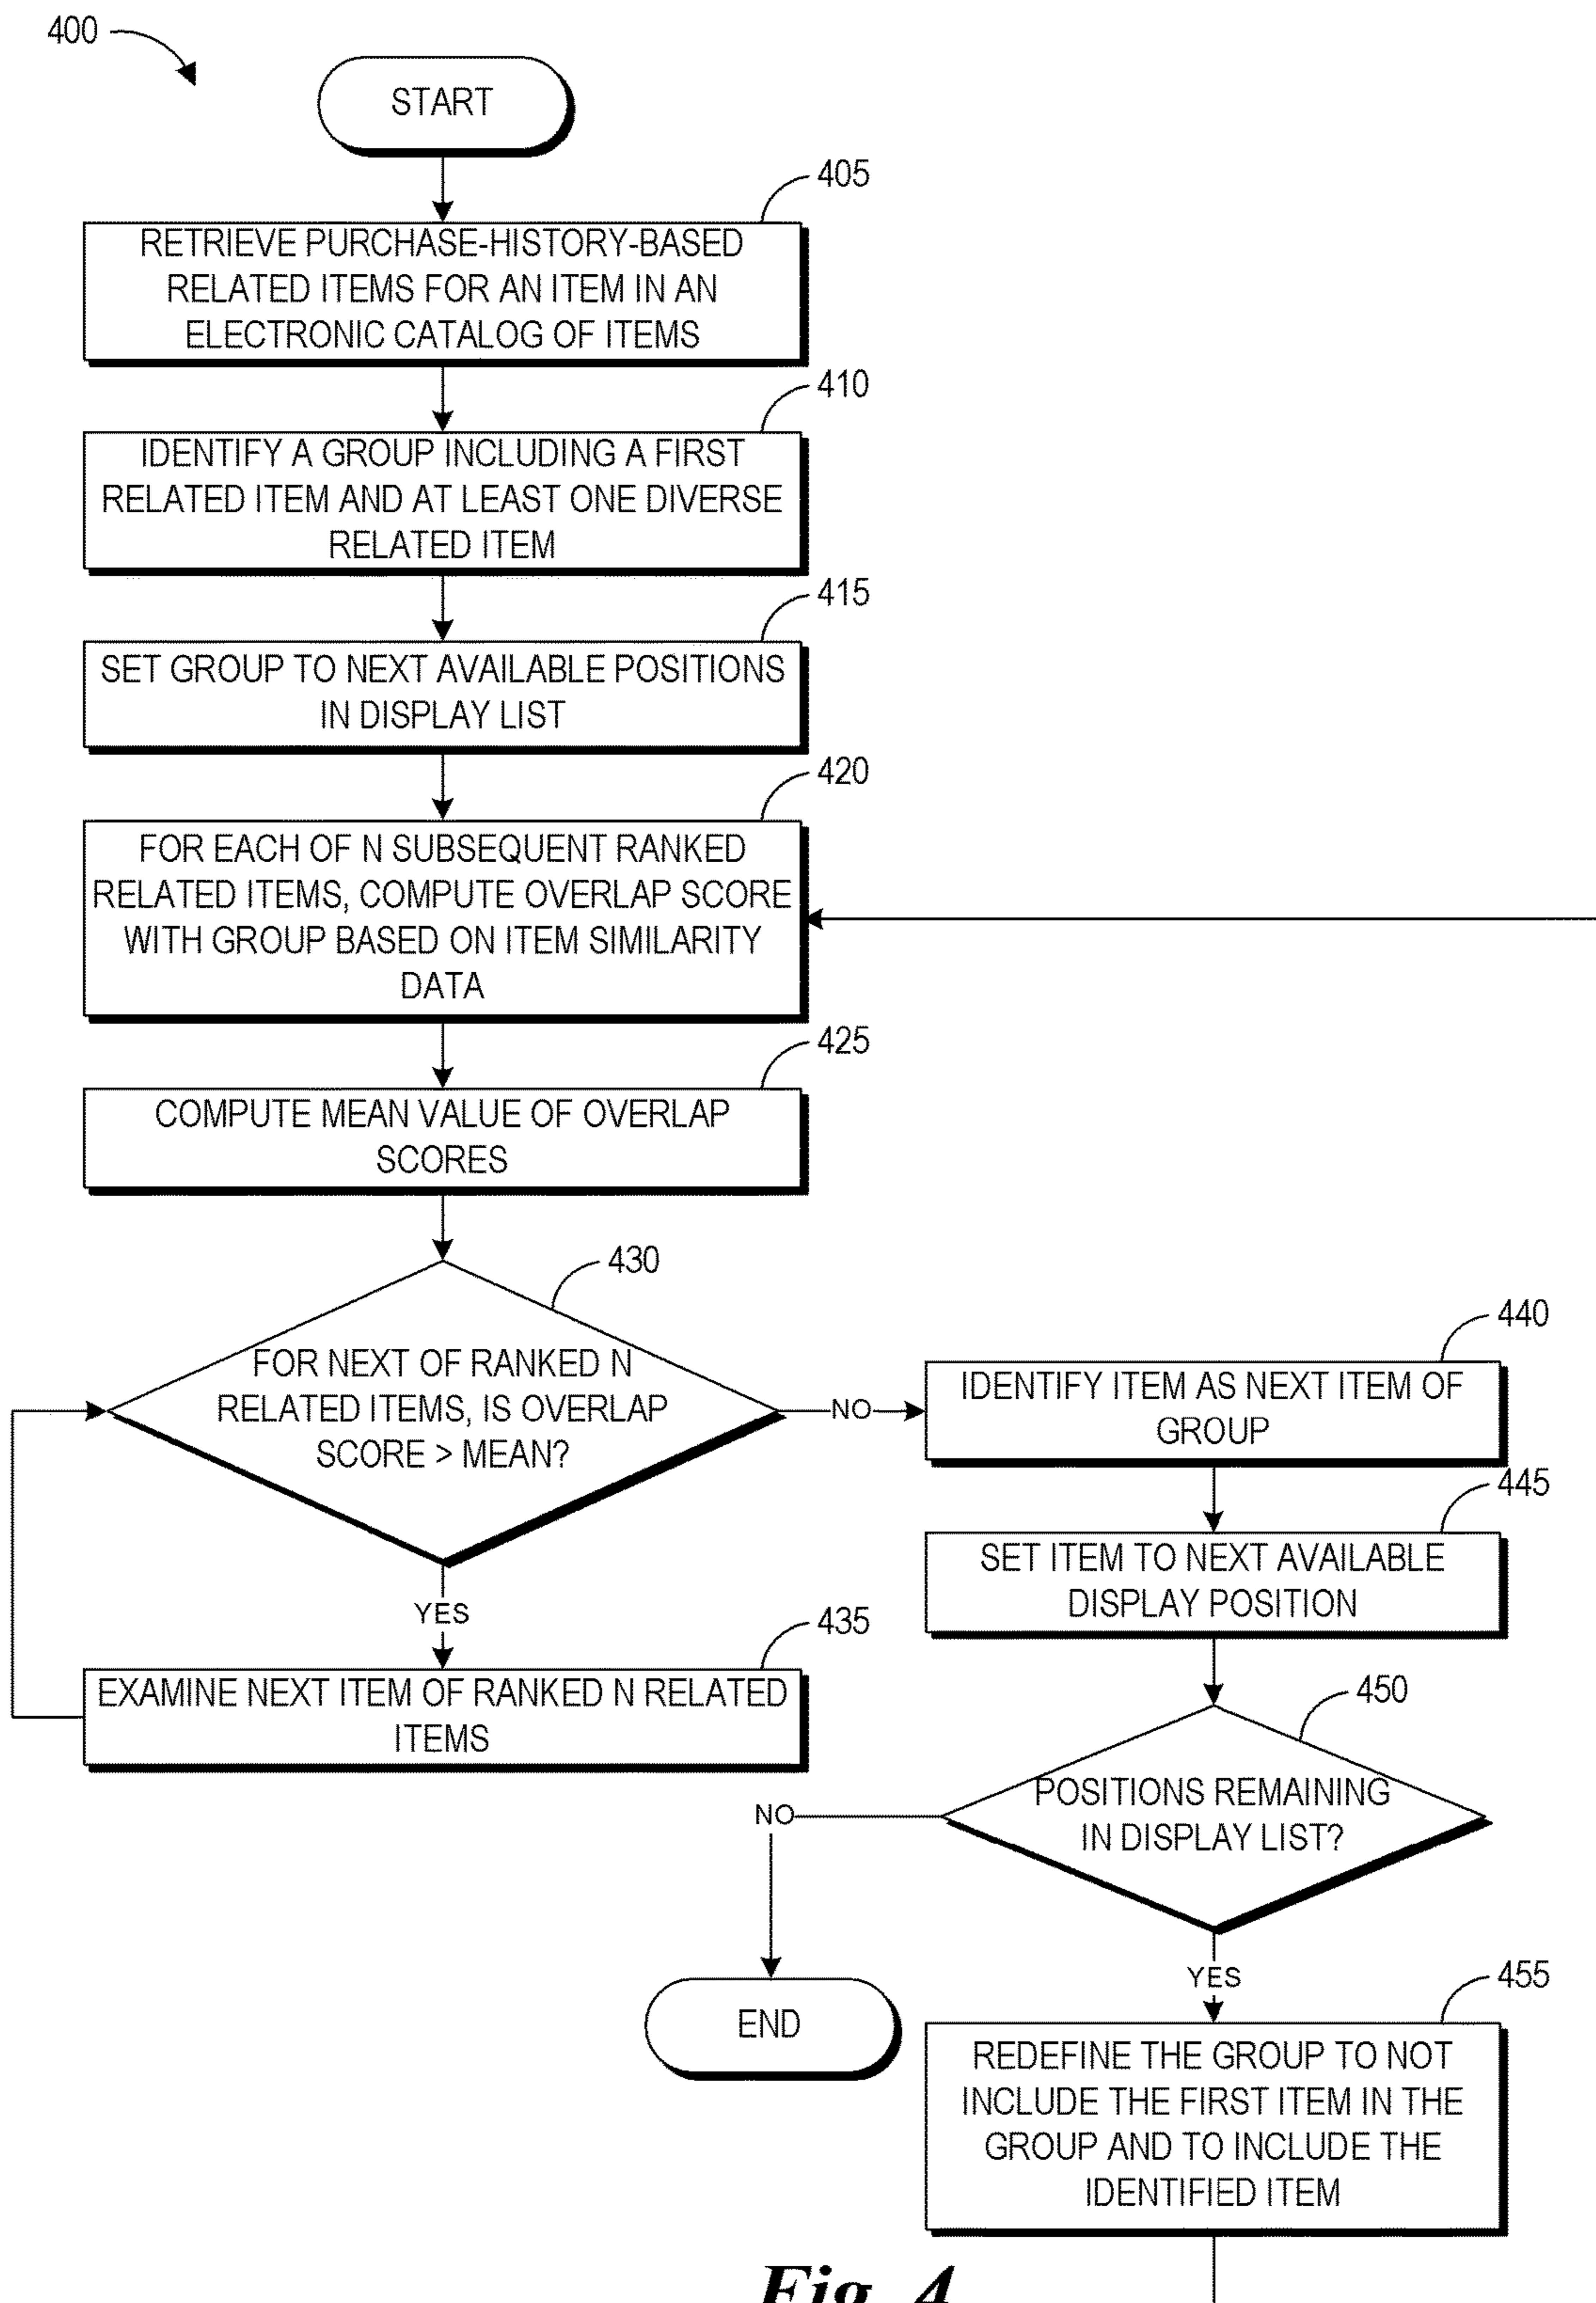 400
START
405
RETRIEVE PURCHASE-HISTORY-BASED
RELATED ITEMS FOR AN ITEM IN AN
ELECTRONIC CATALOG OF ITEMS
410
IDENTIFY A GROUP INCLUDING A FIRST
RELATED ITEM AND AT LEAST ONE DIVERSE
RELATED ITEM
415
SET GROUP TO NEXT AVAILABLE POSITIONS
IN DISPLAY LIST
420
FOR EACH OF N SUBSEQUENT RANKED
RELATED ITEMS, COMPUTE OVERLAP SCORE
WITH GROUP BASED ON ITEM SIMILARITY
DATA
425
COMPUTE MEAN VALUE OF OVERLAP
SCORES
430
FOR NEXT OF RANKED N
RELATED ITEMS, IS OVERLAP
SCORE > MEAN?
NO
YES
435
EXAMINE NEXT ITEM OF RANKED N RELATED
ITEMS
440
IDENTIFY ITEM AS NEXT ITEM OF
GROUP
445
SET ITEM TO NEXT AVAILABLE
DISPLAY POSITION
450
POSITIONS REMAINING
IN DISPLAY LIST?
NO
END
YES
455
REDEFINE THE GROUP TO NOT
INCLUDE THE FIRST ITEM IN THE
GROUP AND TO INCLUDE THE
IDENTIFIED ITEM
Fig. 4